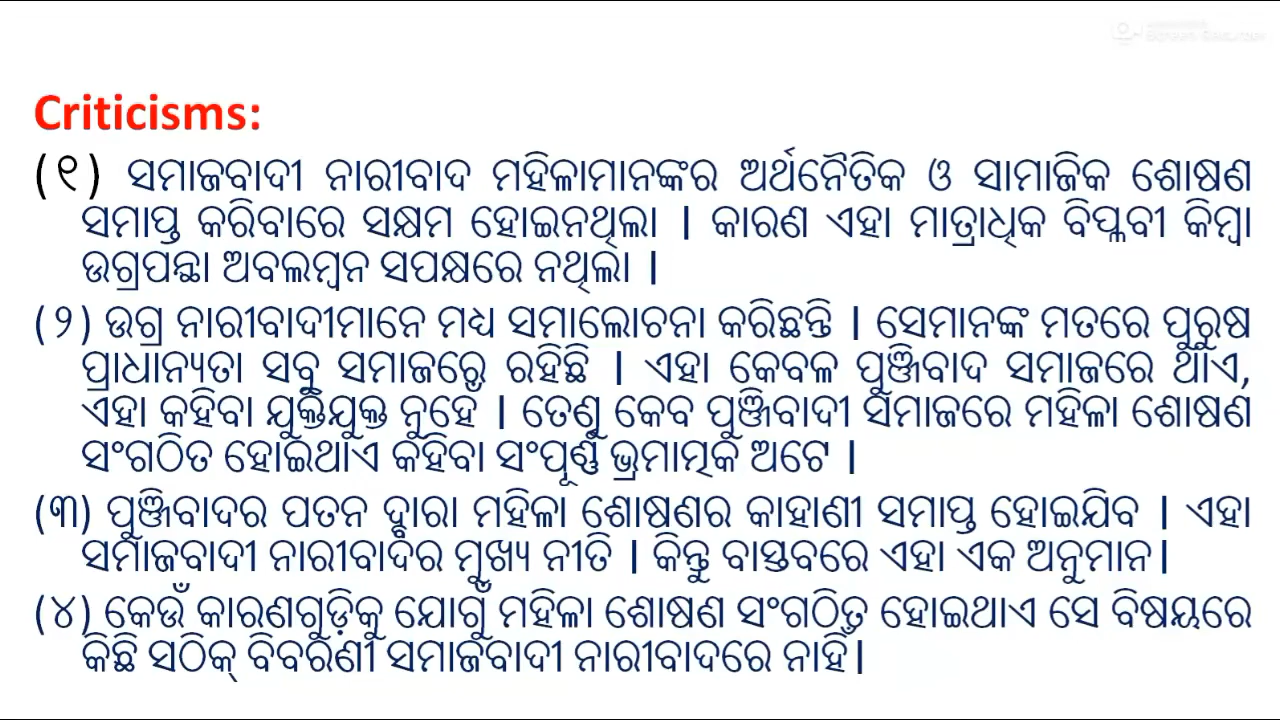 Criticisms:
(୧) ସମାଜବାଦୀ ନାରୀବାଦ ମହିଳାମାନଙ୍କର ଅର୍ଥନୈତିକ ଓ ସାମାଜିକ ଶୋଷଣ
ସମାପ୍ତ କରିବାରେ ସକ୍ଷମ ହୋଇନଥିଲା | କାରଣ ଏହା ମାତ୍ରାଧିକ ବିପ୍ଳବୀ କିମ୍ବା
ଉଗ୍ରପନ୍ଥା ଅବଲମ୍ବନ ସପକ୍ଷରେ ନଥିଲା |
(୨) ଉଗ୍ର ନାରୀବାଦୀମାନେ ମଧ୍ୟ ସମାଲୋଚନା କରିଛନ୍ତି | ସେମାନଙ୍କ ମତରେ ପୁରୁଷ
ପ୍ରାଧାନ୍ୟତା ସବୁ ସମାଜରେ ରହିଛି | ଏହା କେବଳ ପୁଞ୍ଜିବାଦ ସମାଜରେ ଥାଏ,
ଏହା କହିବା ଯୁକ୍ତିଯୁକ୍ତ ନୁହେଁ | ତେଣୁ କେବ ପୁଞ୍ଜିବାଦୀ ସମାଜରେ ମହିଳା ଶୋଷଣ
ସଂଗଠିତ ହୋଇଥାଏ କହିବା ସଂପୂର୍ଣ୍ଣ ଭ୍ରମାତ୍ମକ ଅଟେ |
(୩) ପୁଞ୍ଜିବାଦର ପତନ ଦ୍ବାରା ମହିଳା ଶୋଷଣର କାହାଣୀ ସମାପ୍ତ ହୋଇଯିବ | ଏହା
ସମାଜବାଦୀ ନାରୀବାଦର ମୁଖ୍ୟ ନୀତି | କିନ୍ତୁ ବାସ୍ତବରେ ଏହା ଏକ ଅନୁମାନ|
(୪) କେଉଁ କାରଣଗୁଡ଼ିକୁ ଯୋଗୁଁ ମହିଳା ଶୋଷଣ ସଂଗଠିତ ହୋଇଥାଏ ସେ ବିଷୟରେ
କିଛି ସଠିକ୍ ବିବରଣୀ ସମାଜବାଦୀ ନାରୀବାଦରେ ନାହିଁ|